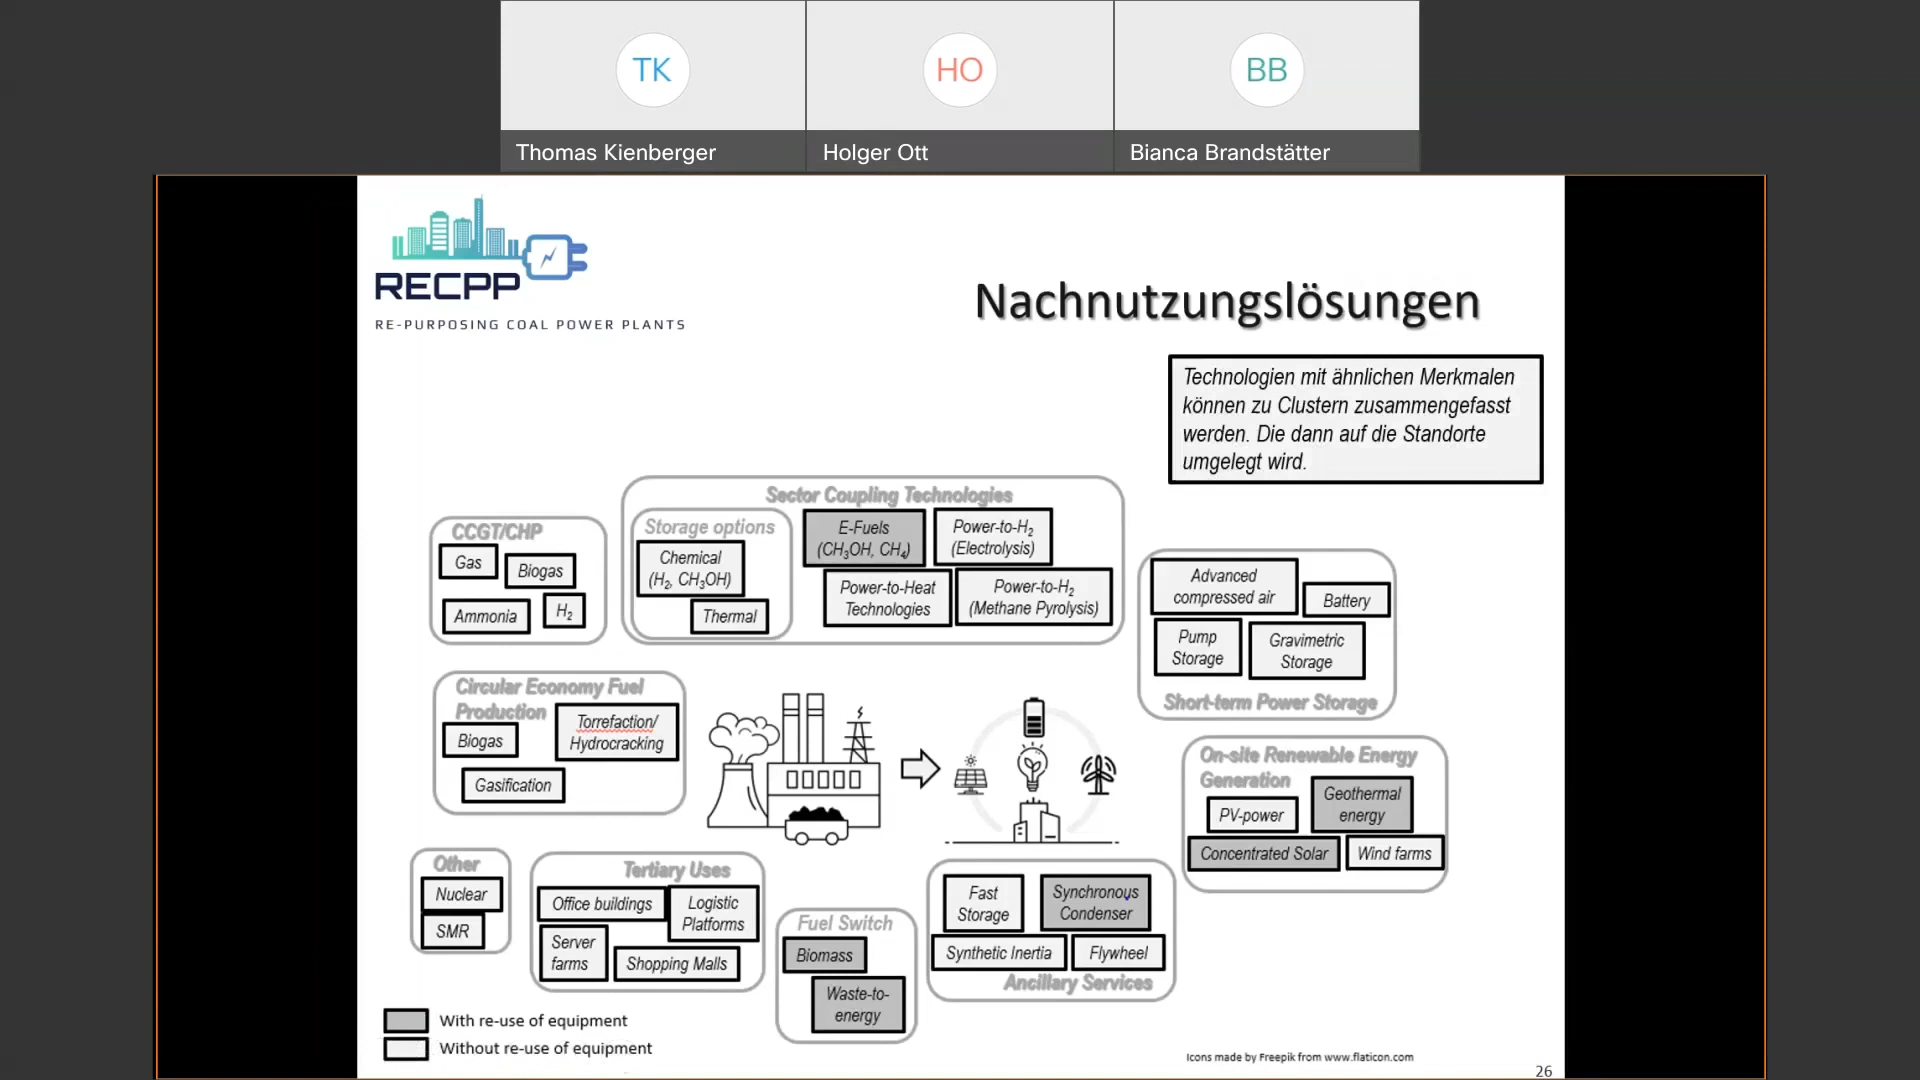 TK
HO
BB
Thomas Kienberger
Holger Ott
Bianca Brandstätter
RECPP
RE-PURPOSING COAL POWER PLANTS
Nachnutzungslösungen
Technologien mit ähnlichen Merkmalen
können zu Clustern zusammengefasst
werden. Die dann auf die Standorte
umgelegt wird.
CCGT/CHP
Gas
Biogas
Ammonia
H₂
Sector Coupling Technologies
Storage options
Chemical
(H₂, CH₃OH)
Thermal
E-Fuels
(CH₃OH, CH₄)
Power-to-H₂
(Electrolysis)
Power-to-Heat
Technologies
Power-to-H₂
(Methane Pyrolysis)
Advanced
compressed air
Battery
Pump
Storage
Gravimetric
Storage
Short-term Power Storage
Circular Economy Fuel
Production
Biogas
Torrefaction/
Hydrocracking
Gasification
On-site Renewable Energy
Generation
PV-power
Geothermal
energy
Concentrated Solar
Wind farms
Other
Nuclear
SMR
Tertiary Uses
Office buildings
Logistic
Platforms
Server
farms
Shopping Malls
Fuel Switch
Biomass
Waste-to-
energy
Fast
Storage
Synchronous
Condenser
Synthetic Inertia
Flywheel
Ancillary Services
With re-use of equipment
Without re-use of equipment
Icons made by Freepik from www.flaticon.com
26